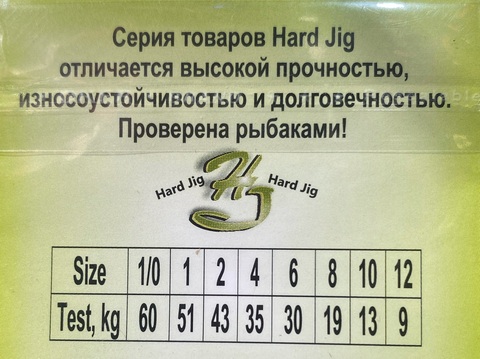 Серия товаров Hard Jig
отличается высокой прочностью,
износоустойчивостью и долговечностью.
Проверена рыбаками!
Hard Jig HJ Hard Jig
Size 1/0 1 2 4 6 8 10 12
Test, kg 60 51 43 35 30 19 13 9